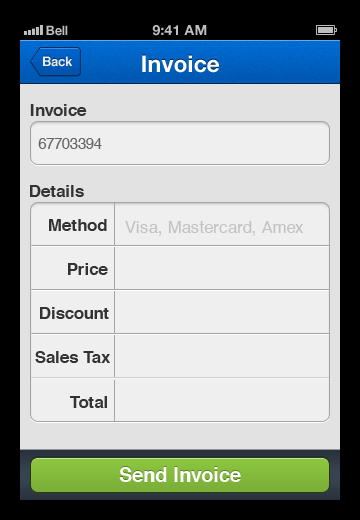 Bell 9:41 AM
Back Invoice
Invoice
67703394
Details
Method Visa, Mastercard, Amex
Price
Discount
Sales Tax
Total
Send Invoice